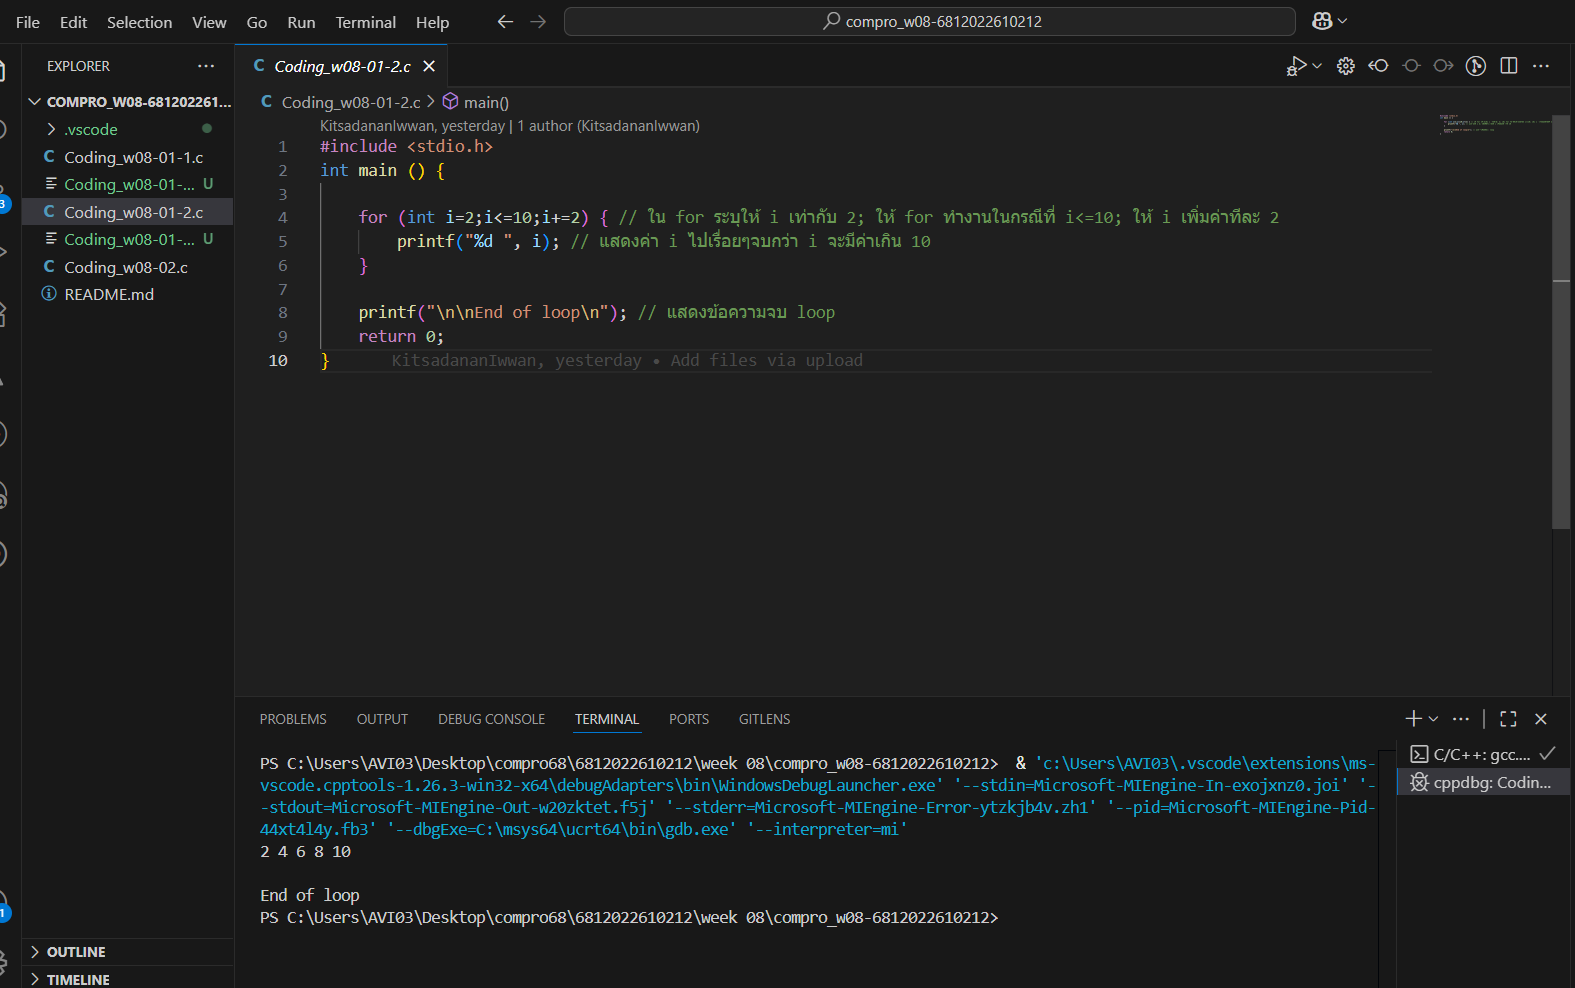 File Edit Selection View Go Run Terminal Help
compro_w08-6812022610212
EXPLORER
COMPRO_W08-681202261...
.vscode
C Coding_w08-01-1.c
Coding_w08-01-... U
C Coding_w08-01-2.c
Coding_w08-01-... U
C Coding_w08-02.c
README.md
OUTLINE
TIMELINE
C Coding_w08-01-2.c
C Coding_w08-01-2.c > main()
KitsadananIwwan, yesterday | 1 author (KitsadananIwwan)
1 #include <stdio.h>
2 int main () {
3
4 for (int i=2;i<=10;i+=2) { // ใน for ระบุให้ i เท่ากับ 2; ให้ for ทำงานในกรณีที่ i<=10; ให้ i เพิ่มค่าทีละ 2
5 printf("%d ", i); // แสดงค่า i ไปเรื่อยๆจบกว่า i จะมีค่าเกิน 10
6 }
7
8 printf("\n\nEnd of loop\n"); // แสดงข้อความจบ loop
9 return 0;
10 } KitsadananIwwan, yesterday • Add files via upload
PROBLEMS OUTPUT DEBUG CONSOLE TERMINAL PORTS GITLENS
PS C:\Users\AVI03\Desktop\compro68\6812022610212\week 08\compro_w08-6812022610212> & 'c:\Users\AVI03\.vscode\extensions\ms-
vscode.cpptools-1.26.3-win32-x64\debugAdapters\bin\WindowsDebugLauncher.exe' '--stdin=Microsoft-MIEngine-In-exojxnz0.joi' '-
-stdout=Microsoft-MIEngine-Out-w20zktet.f5j' '--stderr=Microsoft-MIEngine-Error-ytzkjb4v.zh1' '--pid=Microsoft-MIEngine-Pid-
44xt4l4y.fb3' '--dbgExe=C:\msys64\ucrt64\bin\gdb.exe' '--interpreter=mi'
2 4 6 8 10
End of loop
PS C:\Users\AVI03\Desktop\compro68\6812022610212\week 08\compro_w08-6812022610212>
C/C++: gcc....
cppdbg: Codin...
3
1